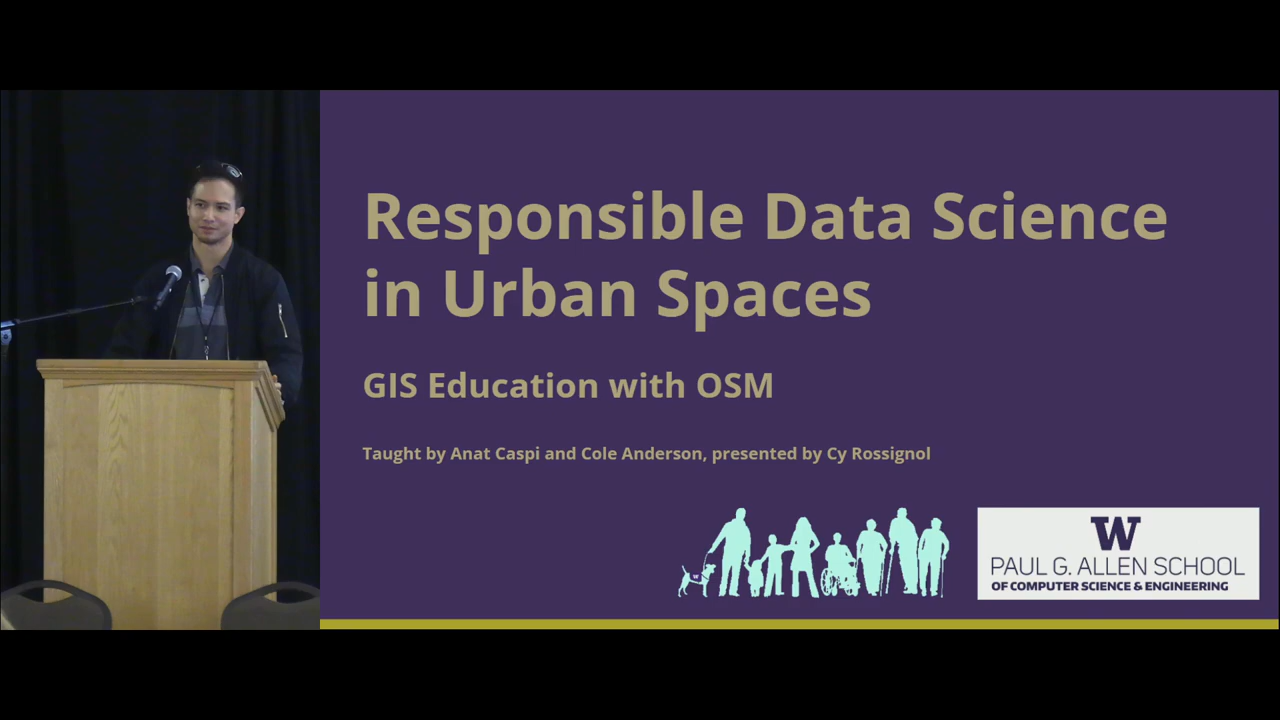 Responsible Data Science
in Urban Spaces
GIS Education with OSM
Taught by Anat Caspi and Cole Anderson, presented by Cy Rossignol
W
PAUL G. ALLEN SCHOOL
OF COMPUTER SCIENCE & ENGINEERING